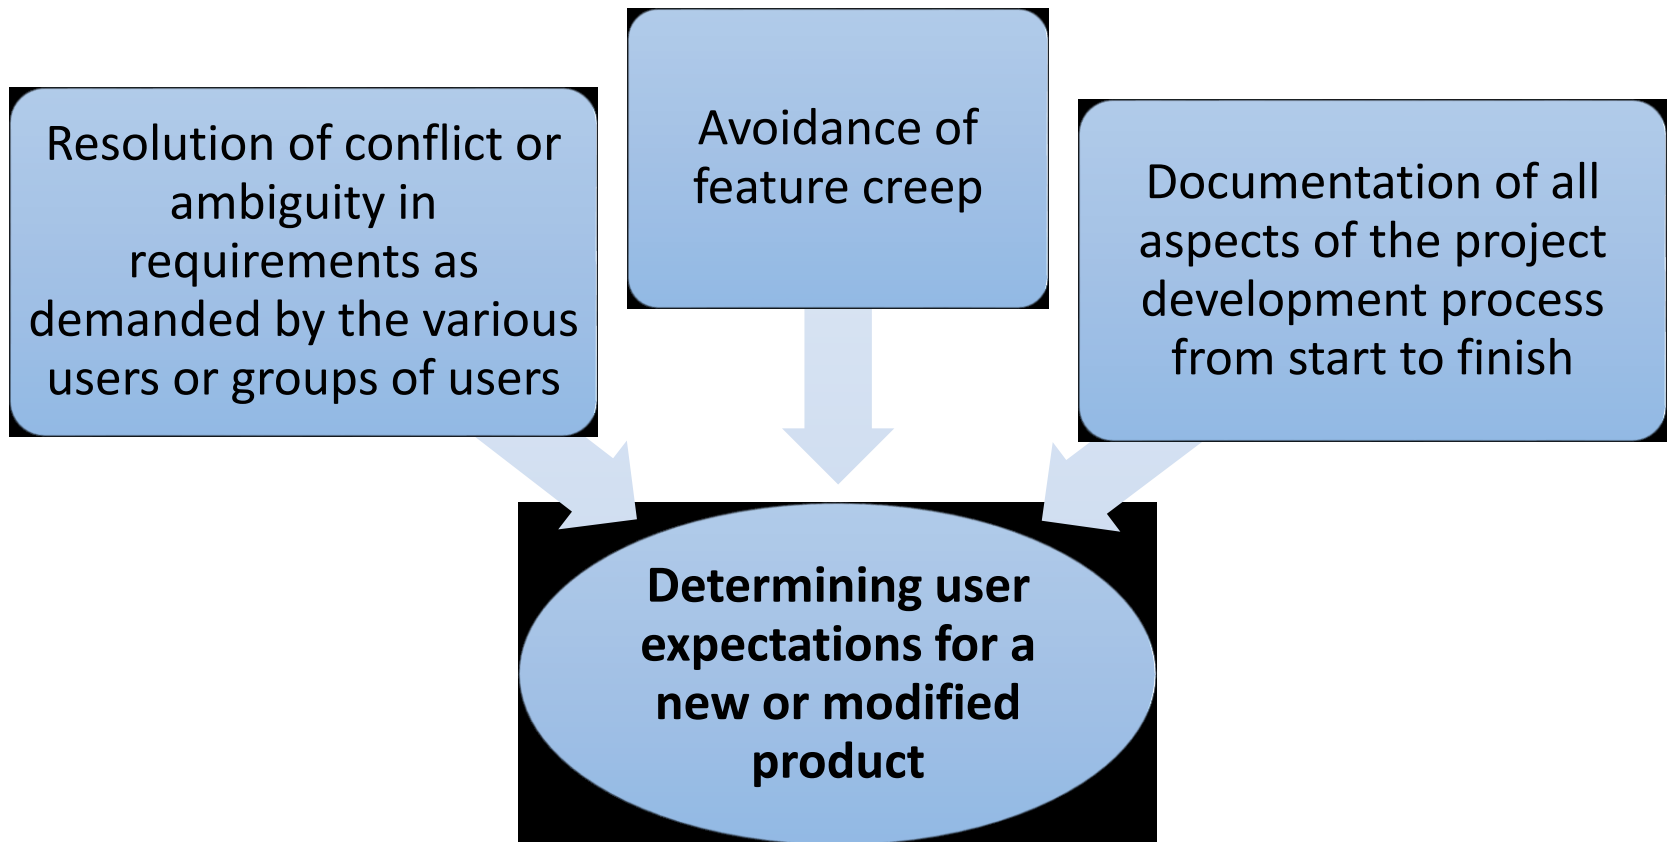 Resolution of conflict or
ambiguity in
requirements as
demanded by the various
users or groups of users
Avoidance of
feature creep
Documentation of all
aspects of the project
development process
from start to finish
Determining user
expectations for a
new or modified
product